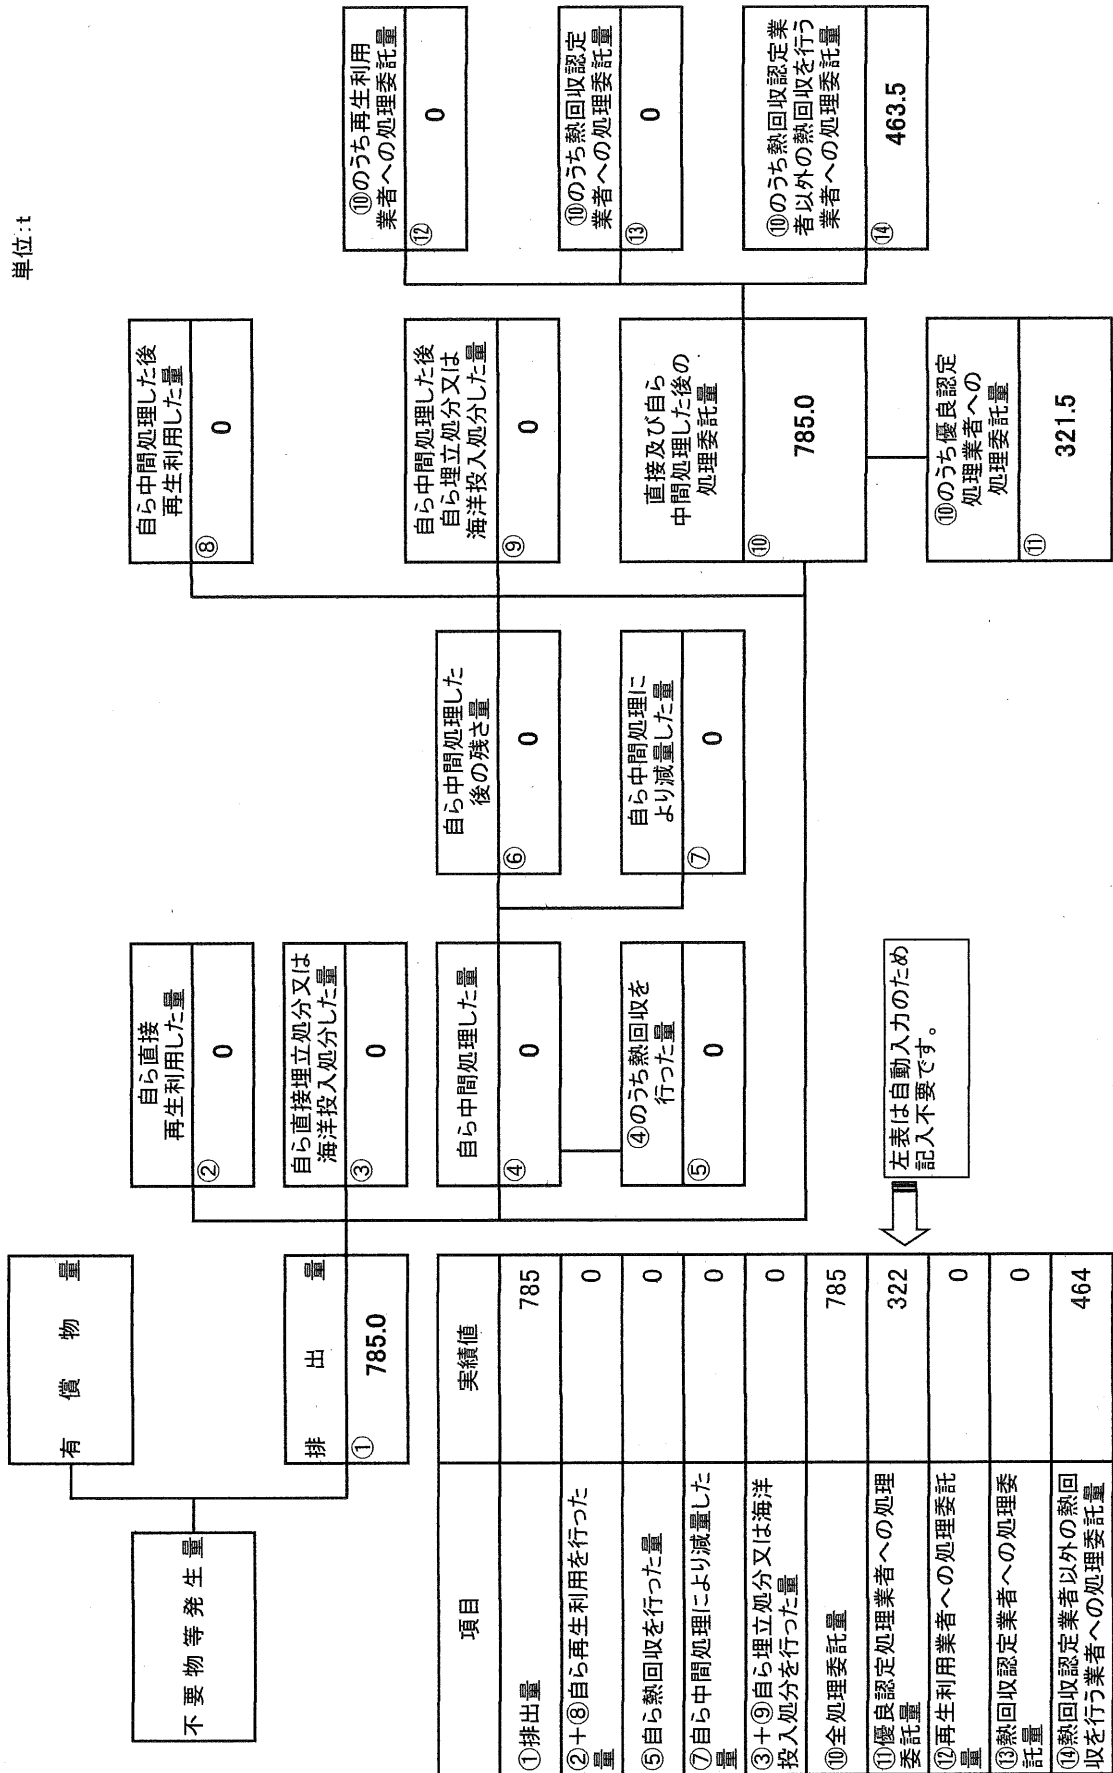 単位:t
不要物等発生量
有償物量
排出量
①
785.0
自ら直接
再生利用した量
②
0
自ら直接埋立処分又は
海洋投入処分した量
③
0
自ら中間処理した量
④
0
④のうち熱回収を
行った量
⑤
0
自ら中間処理した
後の残さ量
⑥
0
自ら中間処理に
より減量した量
⑦
0
自ら中間処理した後
再生利用した量
⑧
0
自ら中間処理した後
自ら埋立処分又は
海洋投入処分した量
⑨
0
直接及び自ら
中間処理した後の
処理委託量
⑩
785.0
⑩のうち優良認定
処理業者への
処理委託量
⑪
321.5
⑩のうち再生利用
業者への処理委託量
⑫
0
⑩のうち熱回収認定
業者への処理委託量
⑬
0
⑩のうち熱回収認定業
者以外の熱回収を行う
業者への処理委託量
⑭
463.5
項目 実績値
①排出量 785
②+⑧自ら再生利用を行った
量 0
⑤自ら熱回収を行った量 0
⑦自ら中間処理により減量した
量 0
③+⑨自ら埋立処分又は海洋
投入処分を行った量 0
⑩全処理委託量 785
⑪優良認定処理業者への処理
委託量 322
⑫再生利用業者への処理委託
量 0
⑬熱回収認定業者への処理委
託量 0
⑭熱回収認定業者以外の熱回
収を行う業者への処理委託量 464
左表は自動入力のため
記入不要です。